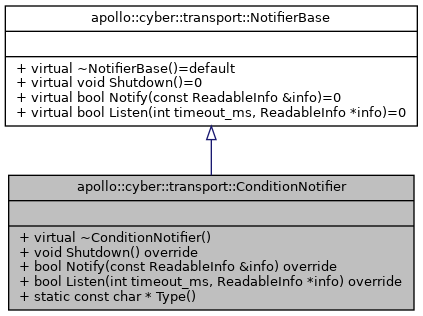 apollo::cyber::transport::NotifierBase
+ virtual ~NotifierBase()=default
+ virtual void Shutdown()=0
+ virtual bool Notify(const ReadableInfo &info)=0
+ virtual bool Listen(int timeout_ms, ReadableInfo *info)=0
apollo::cyber::transport::ConditionNotifier
+ virtual ~ConditionNotifier()
+ void Shutdown() override
+ bool Notify(const ReadableInfo &info) override
+ bool Listen(int timeout_ms, ReadableInfo *info) override
+ static const char * Type()